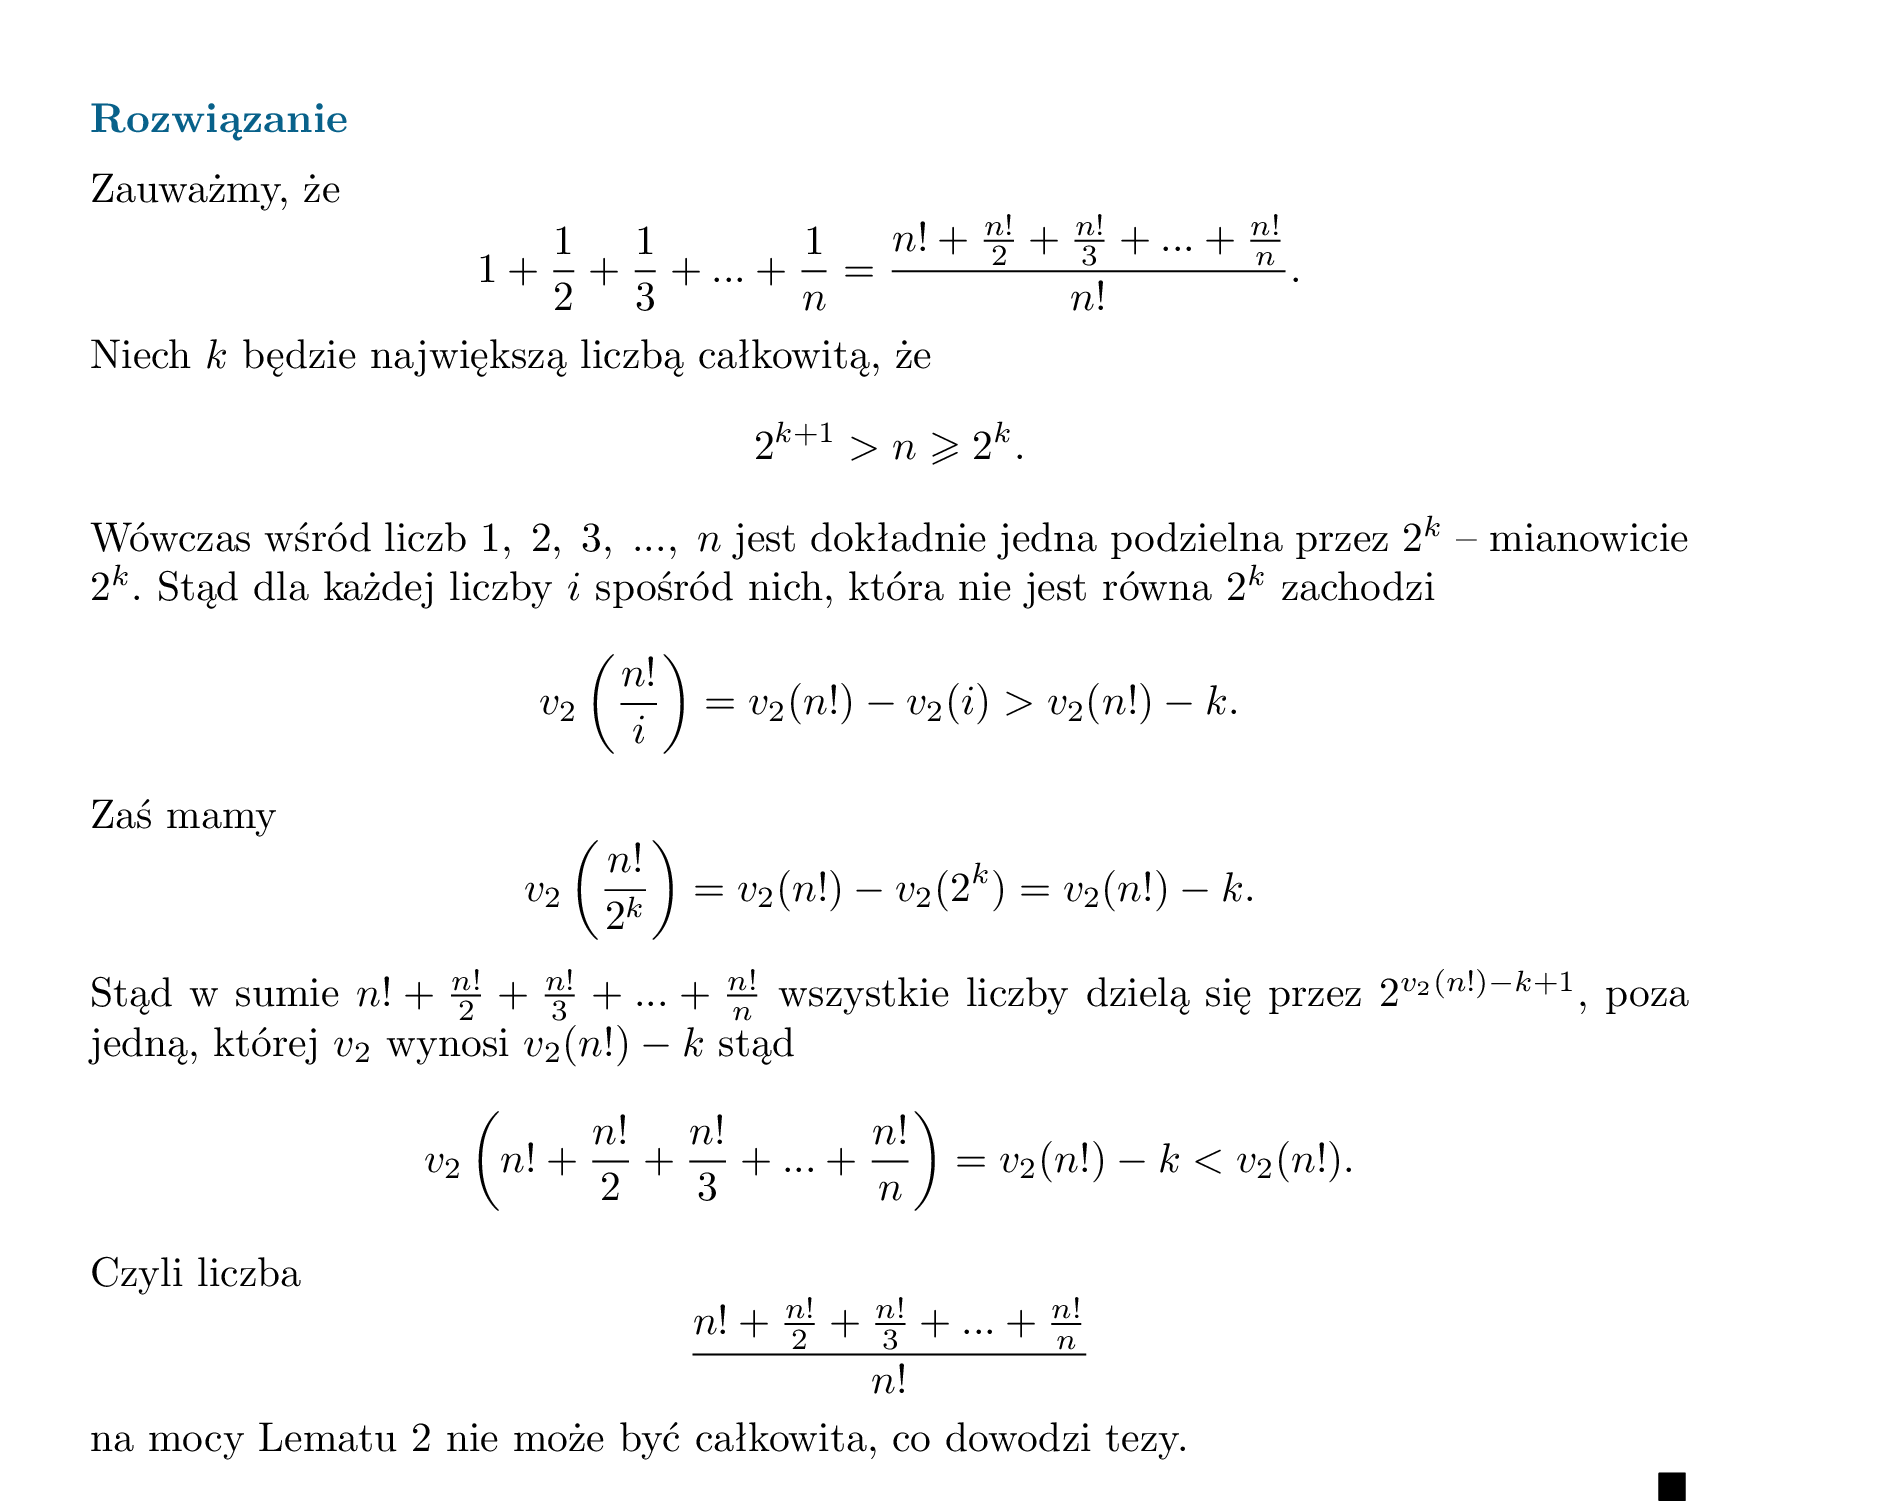 Rozwiązanie
Zauważmy, że
$$1 + \frac{1}{2} + \frac{1}{3} + ... + \frac{1}{n} = \frac{n! + \frac{n!}{2} + \frac{n!}{3} + ... + \frac{n!}{n}}{n!}.$$
Niech $k$ będzie największą liczbą całkowitą, że
$$2^{k+1} > n \geqslant 2^k.$$
Wówczas wśród liczb 1, 2, 3, ..., $n$ jest dokładnie jedna podzielna przez $2^k$ – mianowicie
$2^k$. Stąd dla każdej liczby $i$ spośród nich, która nie jest równa $2^k$ zachodzi
$$v_2\left(\frac{n!}{i}\right) = v_2(n!) - v_2(i) > v_2(n!) - k.$$
Zaś mamy
$$v_2\left(\frac{n!}{2^k}\right) = v_2(n!) - v_2(2^k) = v_2(n!) - k.$$
Stąd w sumie $n! + \frac{n!}{2} + \frac{n!}{3} + ... + \frac{n!}{n}$ wszystkie liczby dzielą się przez $2^{v_2(n!)-k+1}$, poza
jedną, której $v_2$ wynosi $v_2(n!) - k$ stąd
$$v_2\left(n! + \frac{n!}{2} + \frac{n!}{3} + ... + \frac{n!}{n}\right) = v_2(n!) - k < v_2(n!).$$
Czyli liczba
$$\frac{n! + \frac{n!}{2} + \frac{n!}{3} + ... + \frac{n!}{n}}{n!}$$
na mocy Lematu 2 nie może być całkowita, co dowodzi tezy.
■